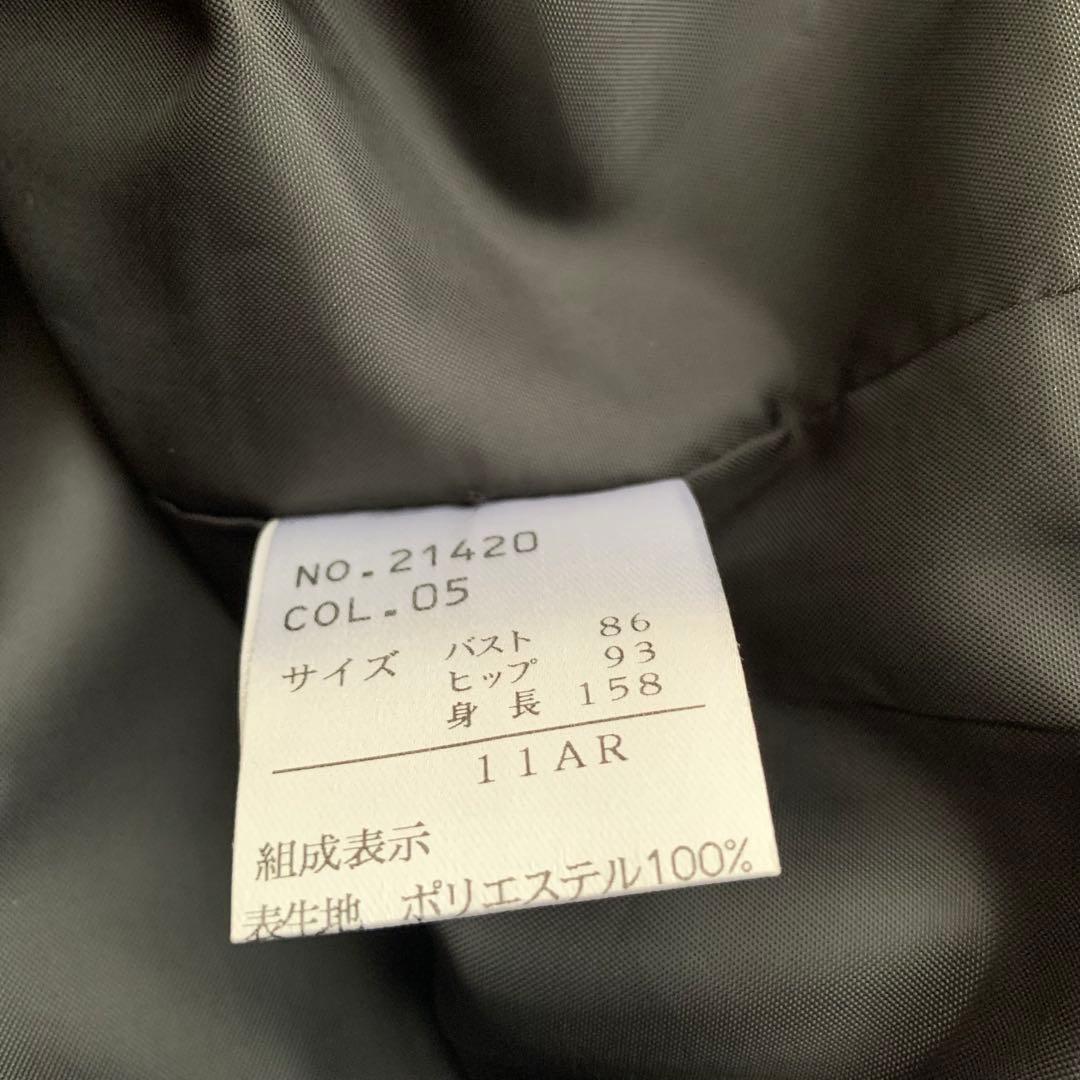 NO.21420
COL.05
サイズ バスト 86
ヒップ 93
身長 158
11AR
組成表示
表生地 ポリエステル100%